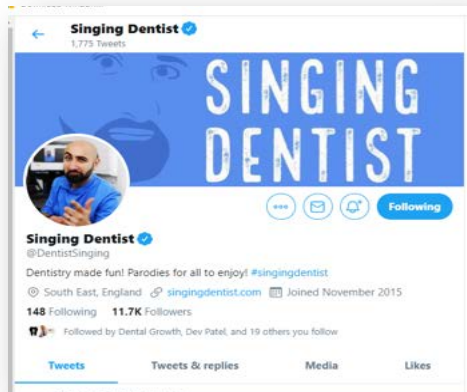 Singing Dentist
1,775 Tweets
SINGING
DENTIST
Following
Singing Dentist
@DentistSinging
Dentistry made fun! Parodies for all to enjoy! #singingdentist
South East, England singingdentist.com Joined November 2015
148 Following 11.7K Followers
Followed by Dental Growth, Dev Patel, and 19 others you follow
Tweets Tweets & replies Media Likes